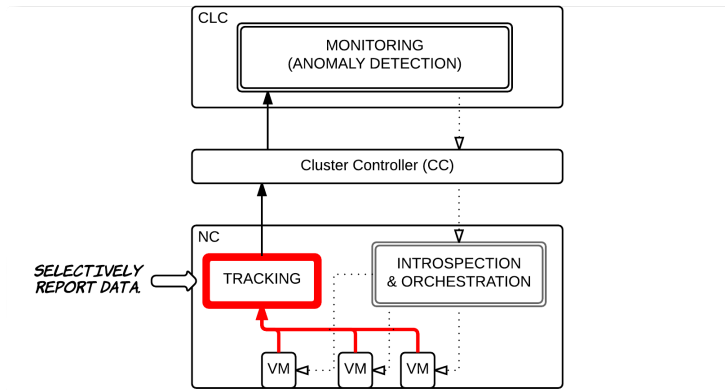 CLC
MONITORING
(ANOMALY DETECTION)
Cluster Controller (CC)
NC
SELECTIVELY
REPORT DATA.
TRACKING
INTROSPECTION
& ORCHESTRATION
VM
VM
VM